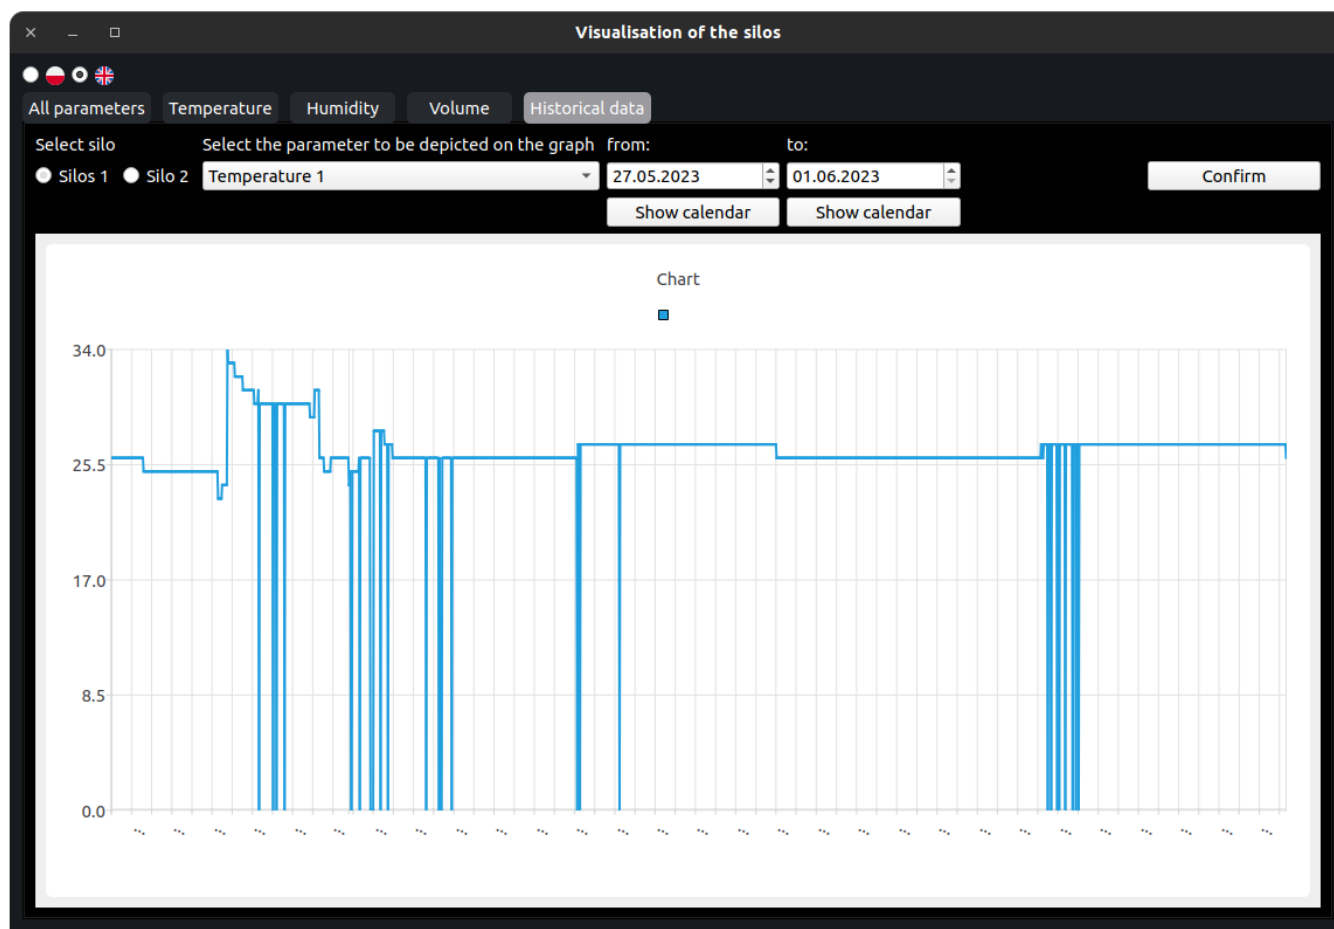 Visualisation of the silos
All parameters Temperature Humidity Volume Historical data
Select silo Select the parameter to be depicted on the graph from: to:
Silos 1 Silo 2 Temperature 1 27.05.2023 01.06.2023 Confirm
Show calendar Show calendar
Chart
34.0
25.5
17.0
8.5
0.0